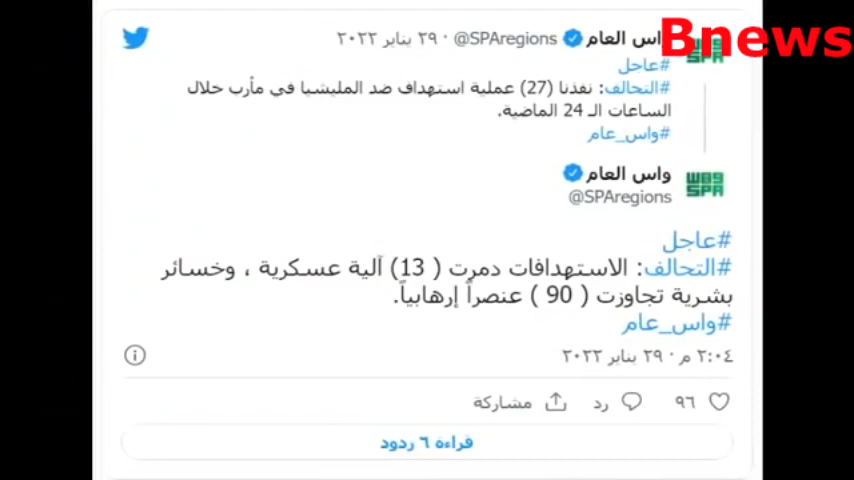 Bnews
واس العام @SPAregions · ٢٩ يناير ٢٠٢٢
#عاجل
#التحالف: نفذنا (27) عملية استهداف ضد المليشيا في مأرب خلال
الساعات الـ 24 الماضية.
#واس_عام
واس العام
@SPAregions
واس
SPA
#عاجل
#التحالف: الاستهدافات دمرت ( 13) آلية عسكرية ، وخسائر
بشرية تجاوزت ( 90 ) عنصراً إرهابياً.
#واس_عام
٢:٠٤ م · ٢٩ يناير ٢٠٢٢
٩٦ رد مشاركة
قراءة ٦ ردود